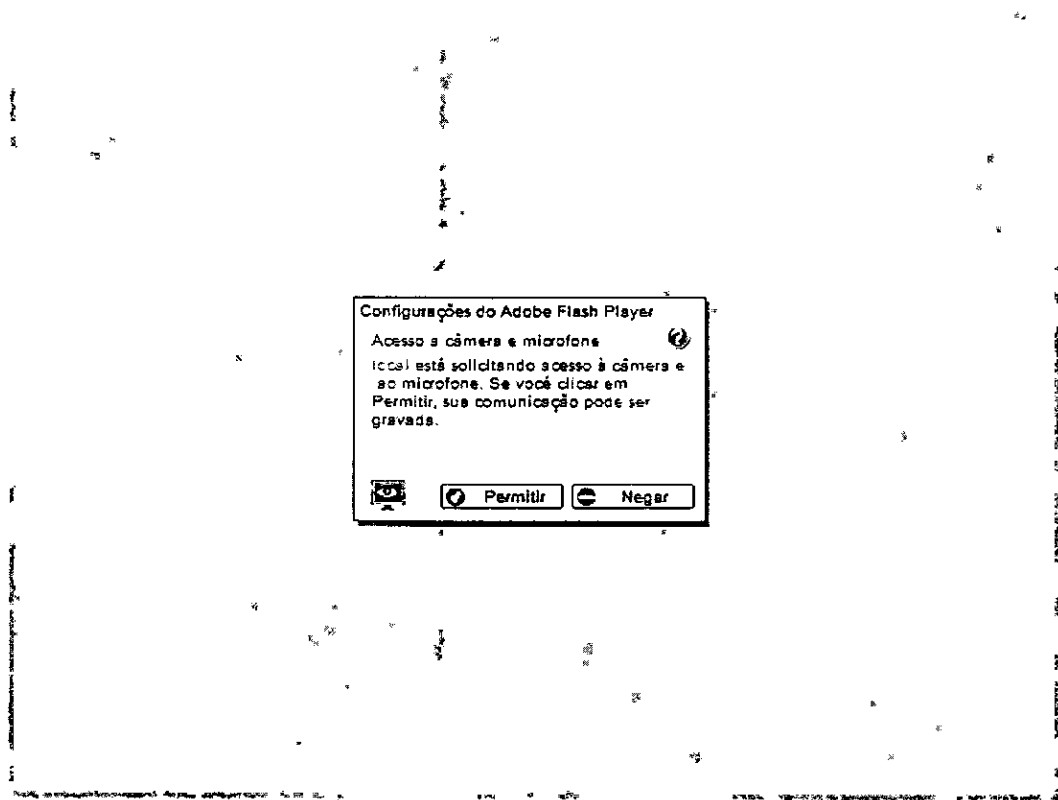 Configurações do Adobe Flash Player
Acesso a câmera e microfone
local está solicitando acesso à câmera e
ao microfone. Se você clicar em
Permitir, sua comunicação pode ser
gravada.
Permitir
Negar